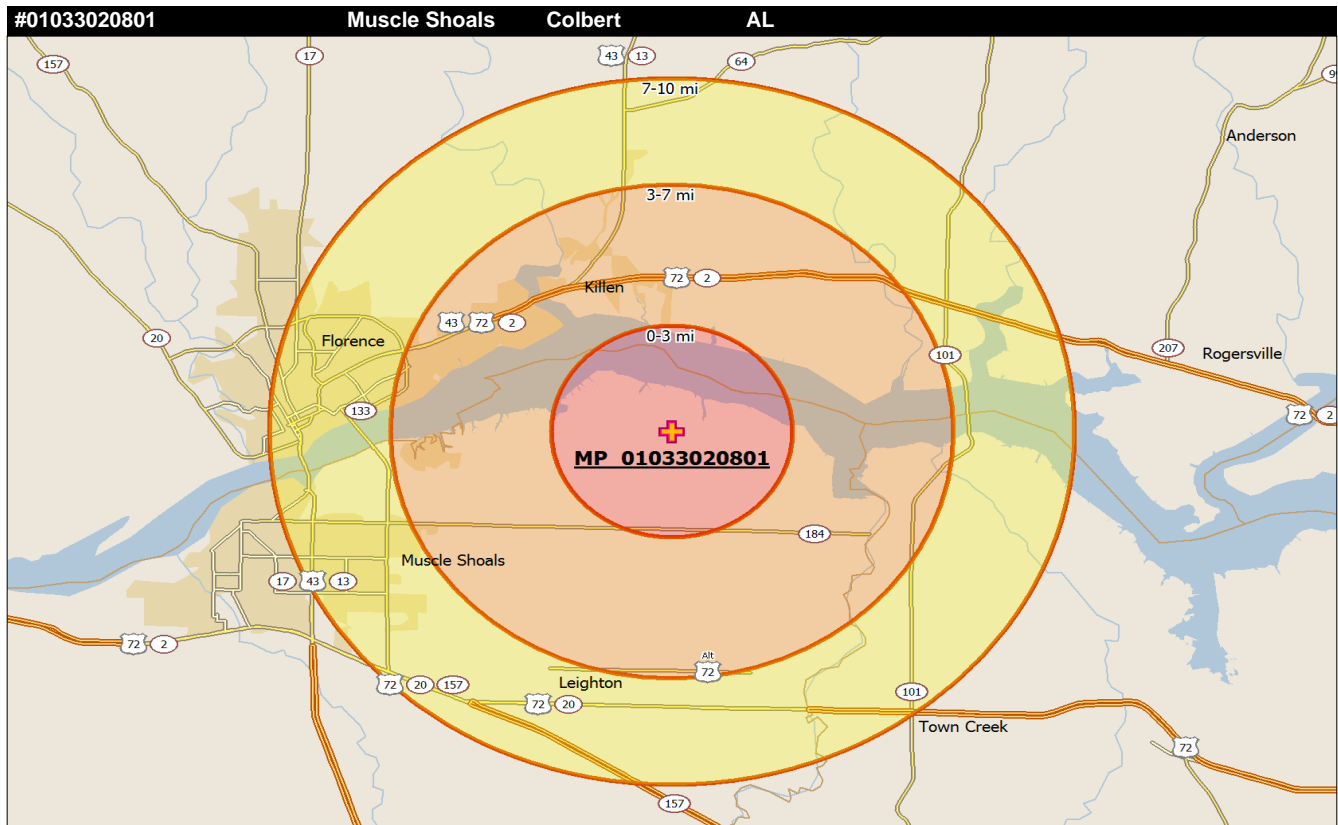 #01033020801 Muscle Shoals Colbert AL
157
17
43 13
64
7-10 mi
Anderson
3-7 mi
Killen
72 2
43 72 2
20
Florence
0-3 mi
101
207
Rogersville
133
72 2
MP 01033020801
184
Muscle Shoals
17 43 13
72 2
Alt
72
Leighton
72 20 157
72 20
101
Town Creek
72
157